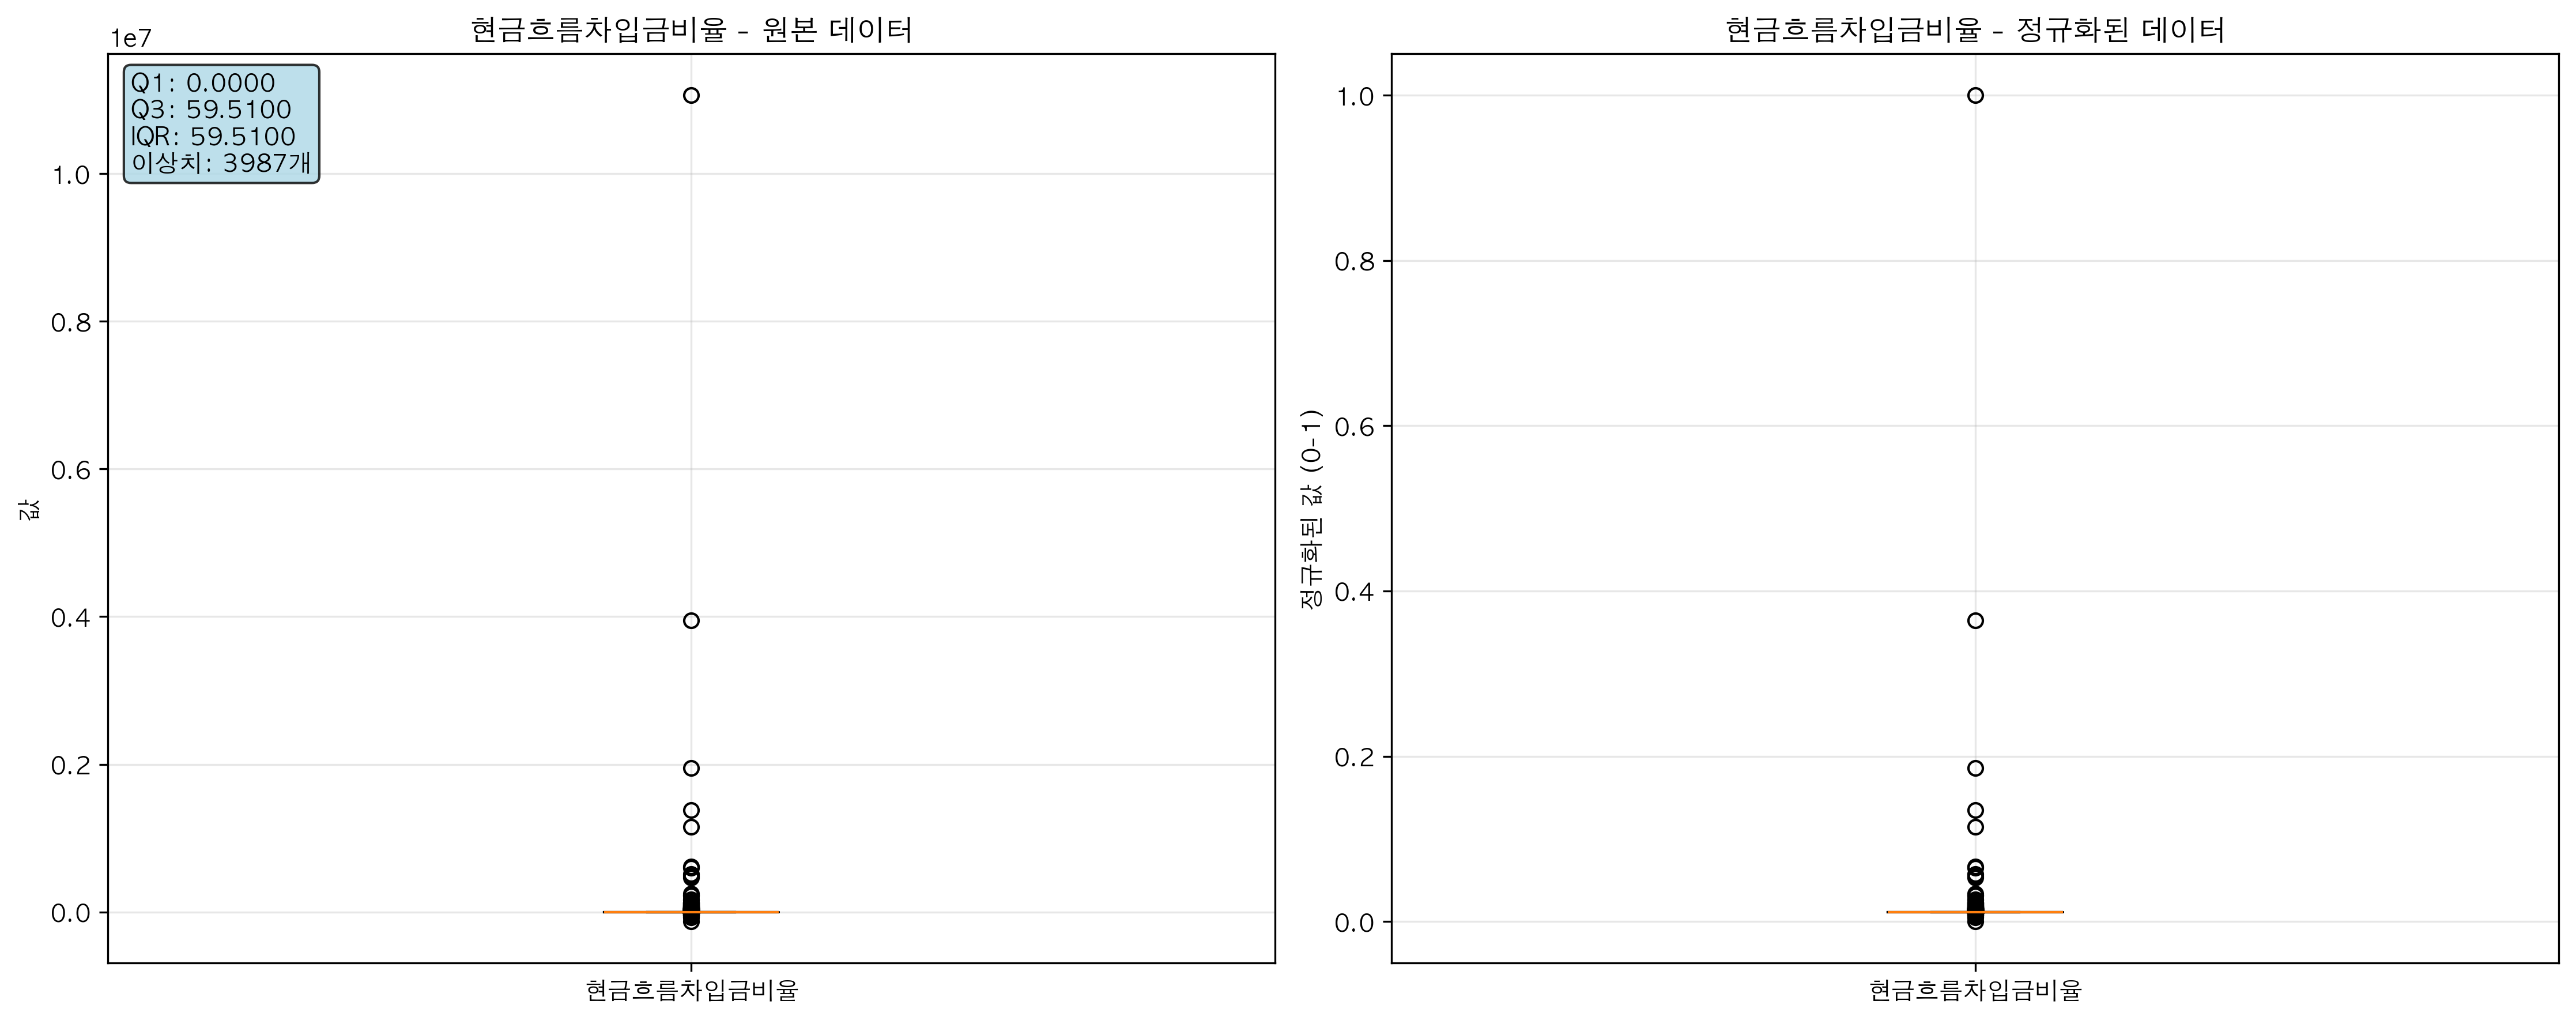 현금흐름차입금비율 - 원본 데이터
1e7
Q1: 0.0000
Q3: 59.5100
IQR: 59.5100
이상치: 3987개
1.0
0.8
0.6
0.4
0.2
0.0
값
현금흐름차입금비율
현금흐름차입금비율 - 정규화된 데이터
1.0
0.8
0.6
0.4
0.2
0.0
정규화된 값 (0-1)
현금흐름차입금비율